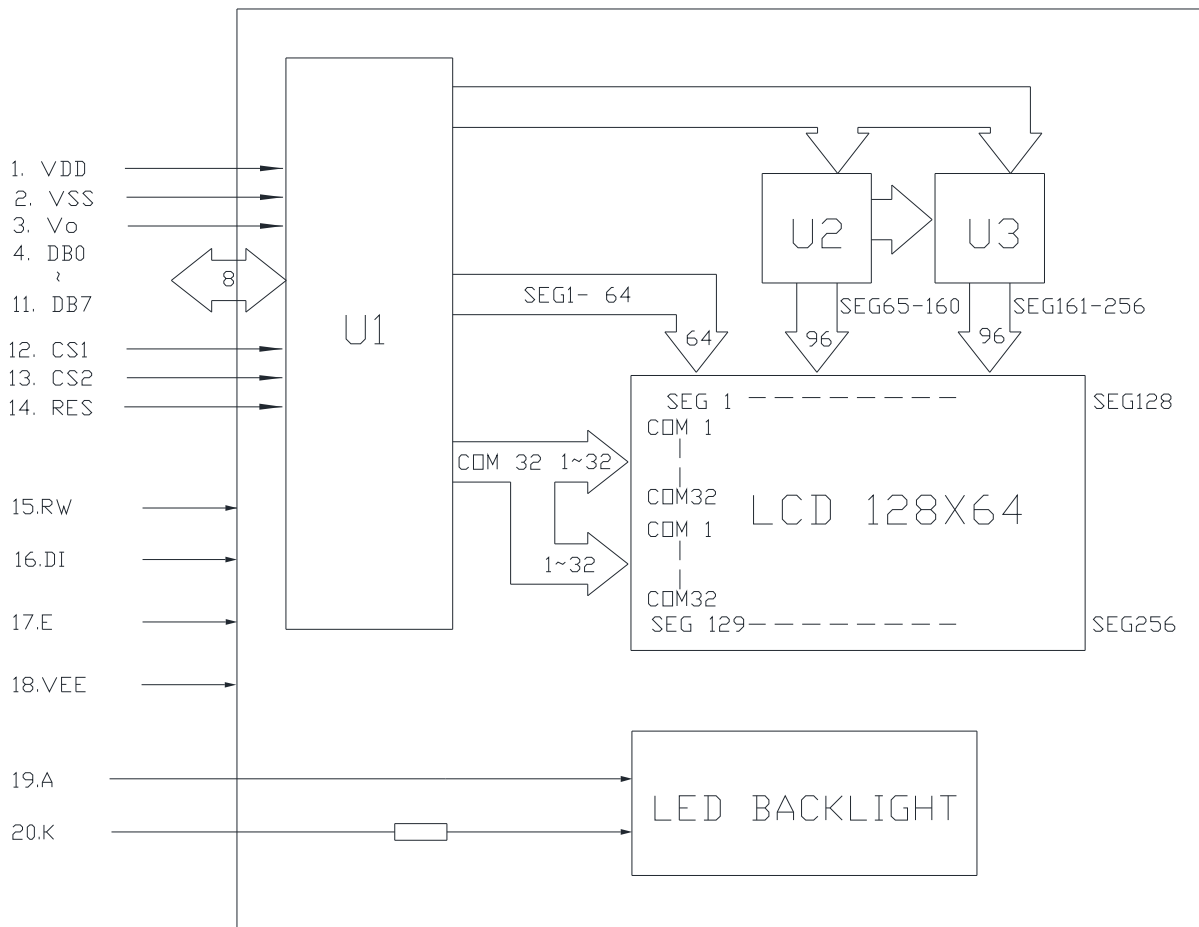 1. VDD
2. VSS
3. Vo
4. DB0
~
11. DB7
8
12. CS1
13. CS2
14. RES
15.RW
16.DI
17.E
18.VEE
19.A
20.K
U1
U2
U3
SEG1- 64
64
SEG65-160
96
SEG161-256
96
COM 32 1~32
1~32
SEG 1
SEG128
COM 1
COM32
COM 1
COM32
LCD 128X64
SEG 129
SEG256
LED BACKLIGHT